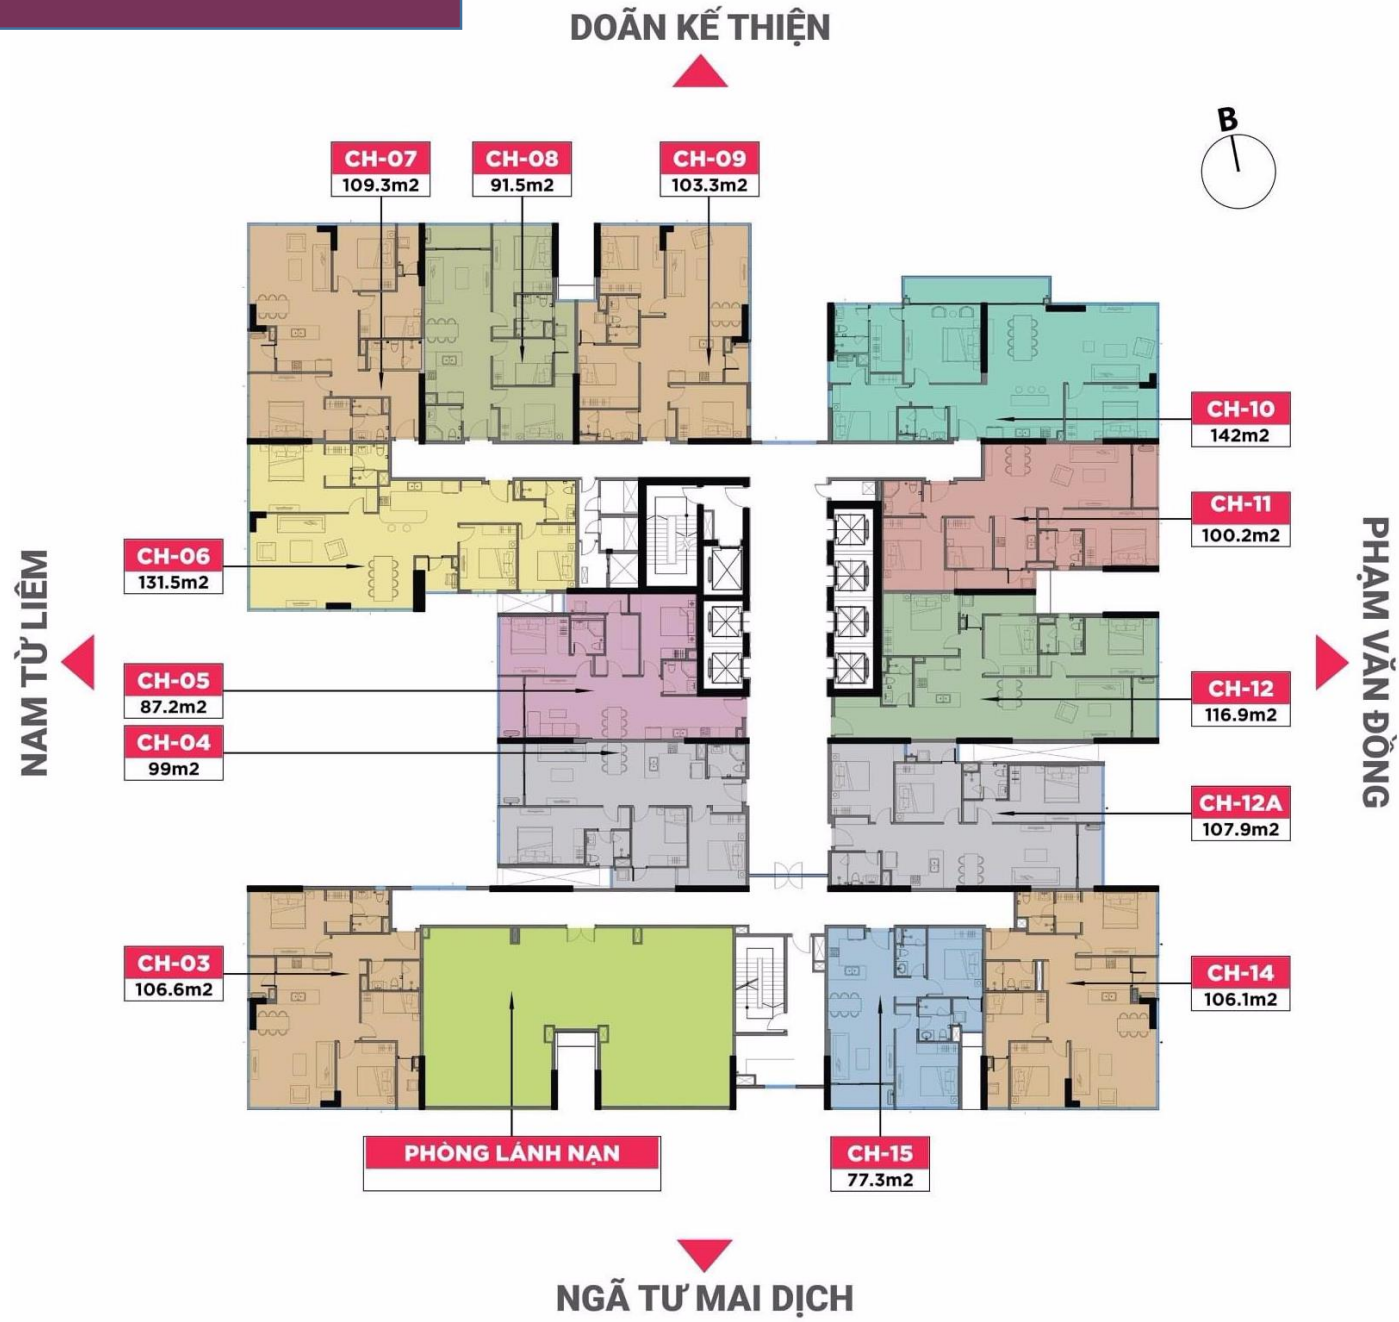 DOÃN KẾ THIỆN
B
CH-07
109.3m2
CH-08
91.5m2
CH-09
103.3m2
CH-10
142m2
CH-11
100.2m2
CH-06
131.5m2
NAM TỪ LIÊM
PHẠM VĂN ĐỒNG
CH-05
87.2m2
CH-12
116.9m2
CH-04
99m2
CH-12A
107.9m2
CH-03
106.6m2
CH-14
106.1m2
PHÒNG LÁNH NẠN
CH-15
77.3m2
NGÃ TƯ MAI DỊCH